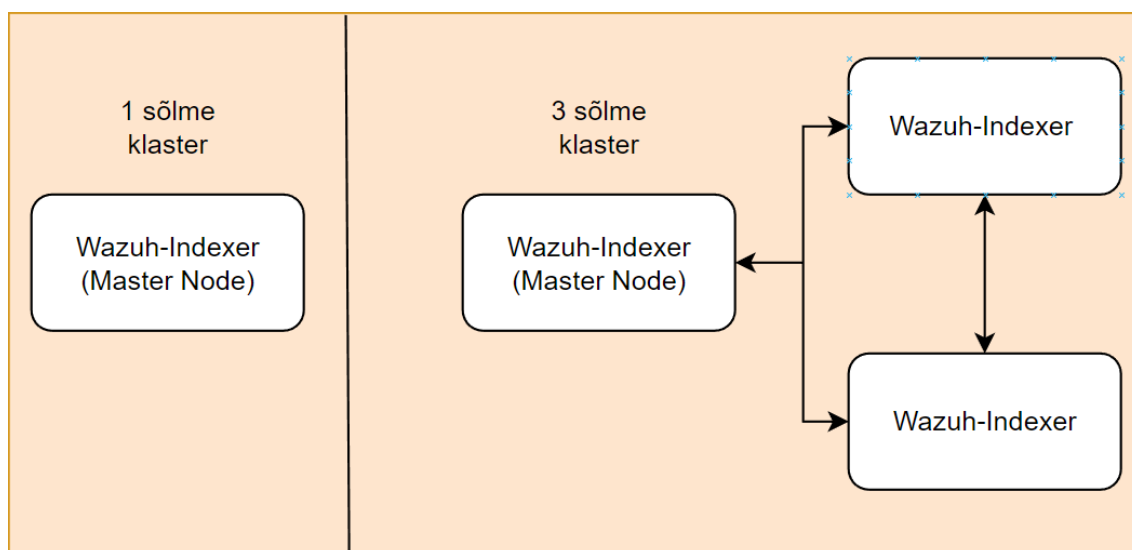 1 sõlme
klaster
Wazuh-Indexer
(Master Node)
3 sõlme
klaster
Wazuh-Indexer
(Master Node)
Wazuh-Indexer
Wazuh-Indexer